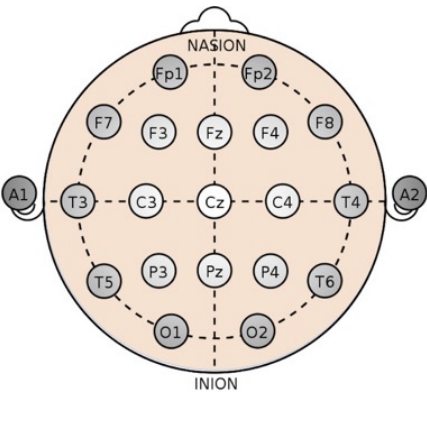 NASION
Fp1 Fp2
F7 F3 Fz F4 F8
A1 T3 C3 Cz C4 T4 A2
T5 P3 Pz P4 T6
O1 O2
INION